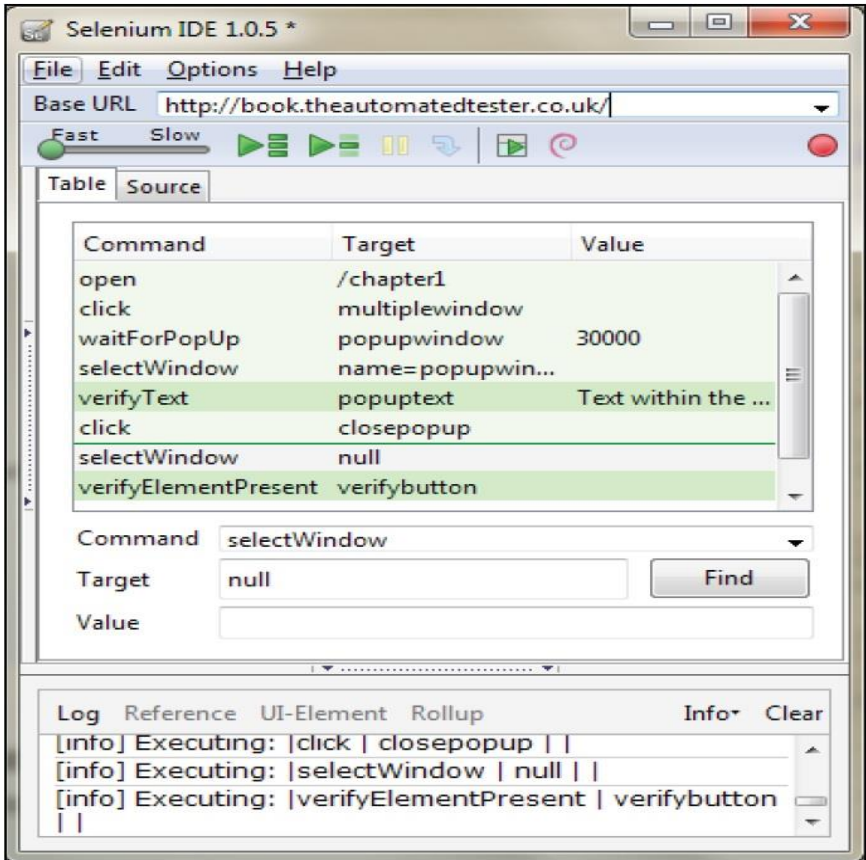 Selenium IDE 1.0.5 *
File Edit Options Help
Base URL http://book.theautomatedtester.co.uk/
Fast Slow
Table Source
Command Target Value
open /chapter1
click multiplewindow
waitForPopUp popupwindow 30000
selectWindow name=popupwin...
verifyText popuptext Text within the ...
click closepopup
selectWindow null
verifyElementPresent verifybutton
Command selectWindow
Target null Find
Value
Log Reference UI-Element Rollup Info Clear
[info] Executing: |click | closepopup | |
[info] Executing: |selectWindow | null | |
[info] Executing: |verifyElementPresent | verifybutton
| |